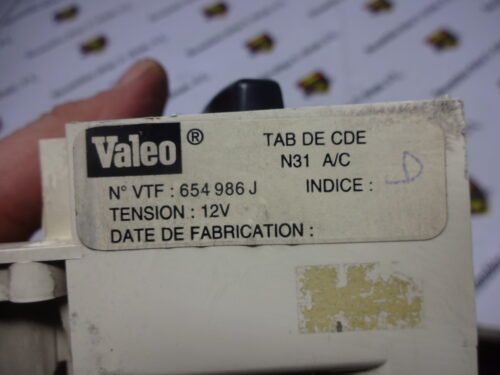 Valeo ® TAB DE CDE
N31 A/C
N° VTF : 654 986 J INDICE : D
TENSION : 12V
DATE DE FABRICATION :